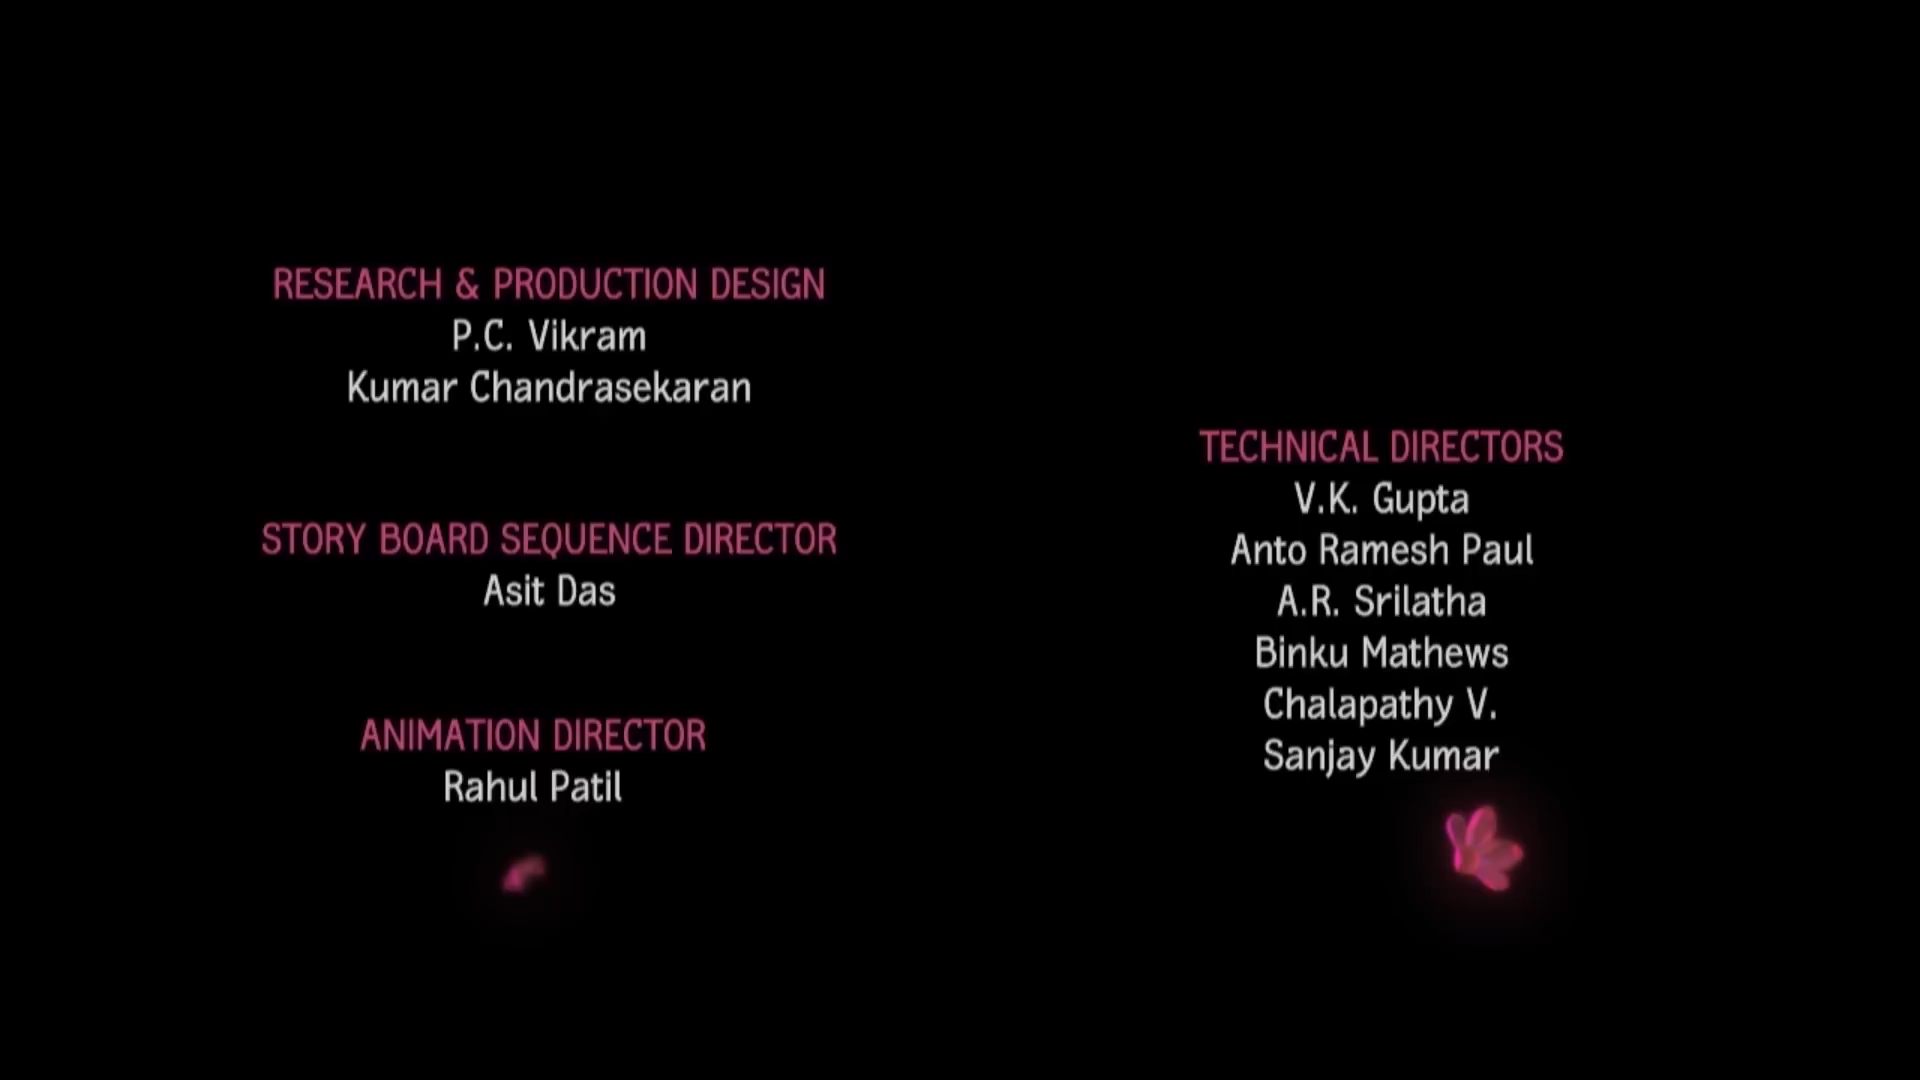 RESEARCH & PRODUCTION DESIGN
P.C. Vikram
Kumar Chandrasekaran
STORY BOARD SEQUENCE DIRECTOR
Asit Das
ANIMATION DIRECTOR
Rahul Patil
TECHNICAL DIRECTORS
V.K. Gupta
Anto Ramesh Paul
A.R. Srilatha
Binku Mathews
Chalapathy V.
Sanjay Kumar